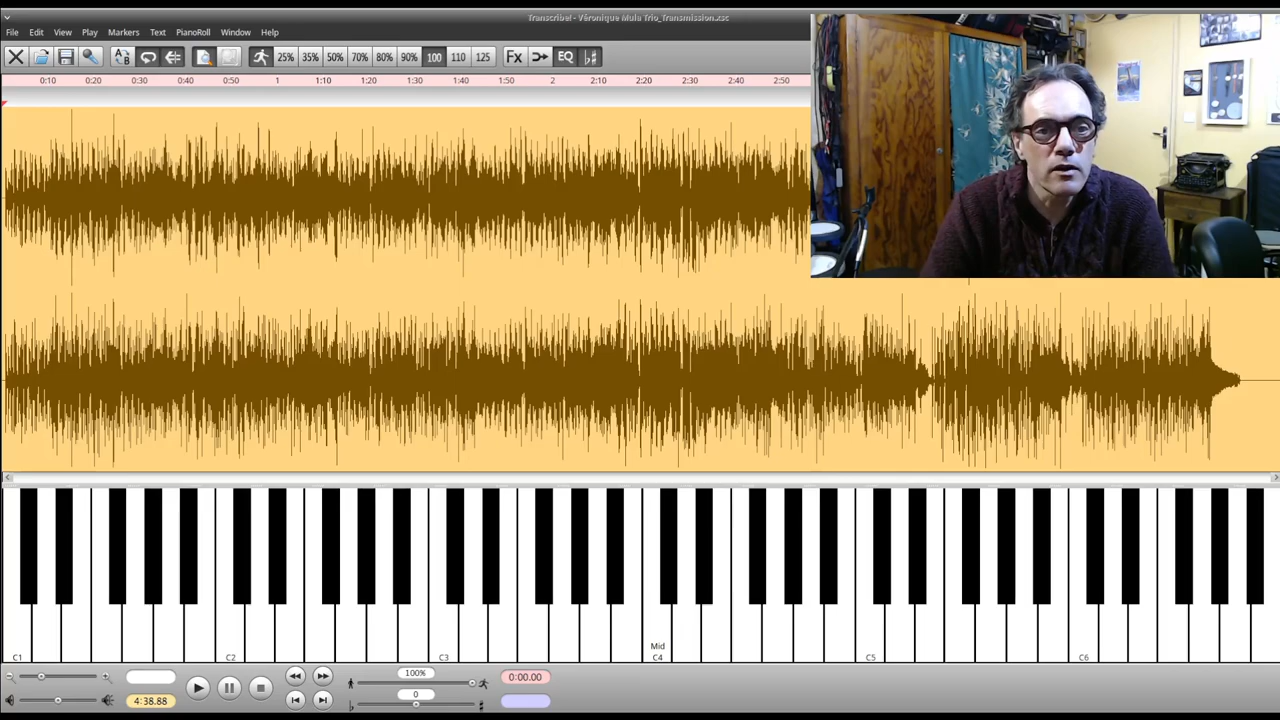 Transcribe! - Véronique Mula Trio_Transmission.xsc
File Edit View Play Markers Text PianoRoll Window Help
A B 25% 35% 50% 70% 80% 90% 100 110 125 Fx EQ
0:10 0:20 0:30 0:40 0:50 1 1:10 1:20 1:30 1:40 1:50 2 2:10 2:20 2:30 2:40 2:50
Mid
C1 C2 C3 C4 C5 C6
100% 0:00.00
4:38.88 0